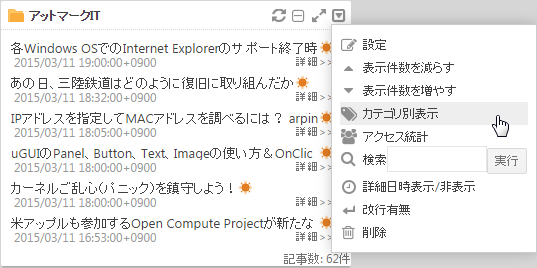 アットマークIT
各Windows OSでのInternet Explorerのサポート終了時
2015/03/11 19:00:00+0900 詳細>>
あの日、三陸鉄道はどのように復旧に取り組んだか
2015/03/11 18:32:00+0900 詳細>>
IPアドレスを指定してMACアドレスを調べるには？ arpin
2015/03/11 18:05:00+0900 詳細>>
uGUIのPanel、Button、Text、Imageの使い方＆OnClic
2015/03/11 18:00:00+0900 詳細>>
カーネルご乱心(パニック)を鎮守しよう！
2015/03/11 18:00:00+0900 詳細>>
米アップルも参加するOpen Compute Projectが新たな
2015/03/11 16:53:00+0900 詳細>>
記事数: 62件
設定
表示件数を減らす
表示件数を増やす
カテゴリ別表示
アクセス統計
検索 実行
詳細日時表示/非表示
改行有無
削除